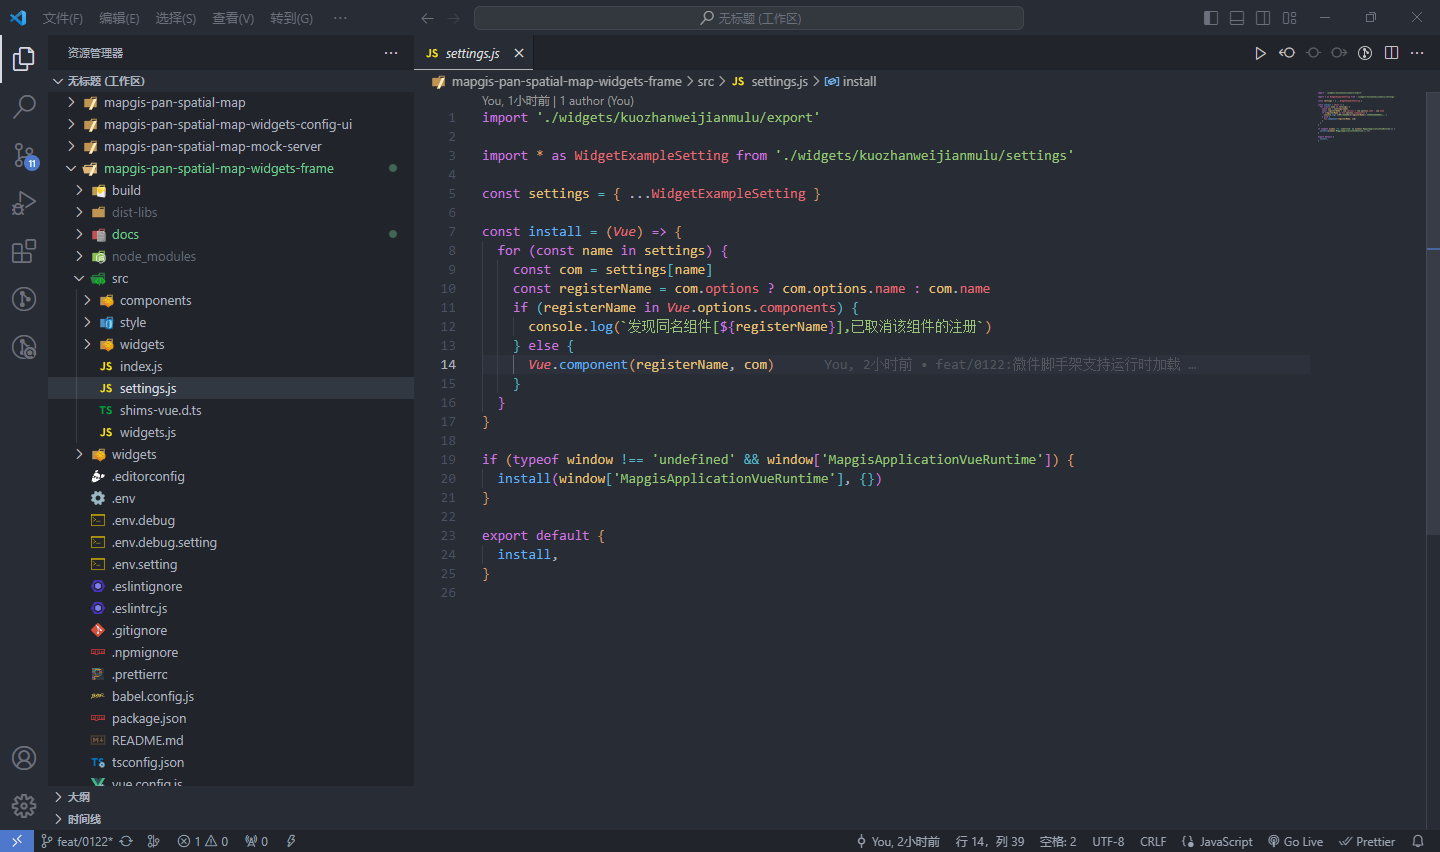 文件(F) 编辑(E) 选择(S) 查看(V) 转到(G) ··· 无标题 (工作区)
资源管理器 ···
无标题 (工作区)
mapgis-pan-spatial-map
mapgis-pan-spatial-map-widgets-config-ui
mapgis-pan-spatial-map-mock-server
mapgis-pan-spatial-map-widgets-frame
build
dist-libs
docs
node_modules
src
components
style
widgets
JS index.js
JS settings.js
TS shims-vue.d.ts
JS widgets.js
widgets
.editorconfig
.env
.env.debug
.env.debug.setting
.env.setting
.eslintignore
.eslintrc.js
.gitignore
.npmignore
.prettierrc
babel.config.js
package.json
README.md
tsconfig.json
vue.config.js
大纲
时间线
11
JS settings.js
mapgis-pan-spatial-map-widgets-frame > src > JS settings.js > install
You, 1小时前 | 1 author (You)
1 import './widgets/kuozhanweijianmulu/export'
2
3 import * as WidgetExampleSetting from './widgets/kuozhanweijianmulu/settings'
4
5 const settings = { ...WidgetExampleSetting }
6
7 const install = (Vue) => {
8 for (const name in settings) {
9 const com = settings[name]
10 const registerName = com.options ? com.options.name : com.name
11 if (registerName in Vue.options.components) {
12 console.log(`发现同名组件[${registerName}],已取消该组件的注册`)
13 } else {
14 Vue.component(registerName, com) You, 2小时前 • feat/0122:微件脚手架支持运行时加载 …
15 }
16 }
17 }
18
19 if (typeof window !== 'undefined' && window['MapgisApplicationVueRuntime']) {
20 install(window['MapgisApplicationVueRuntime'], {})
21 }
22
23 export default {
24 install,
25 }
26
feat/0122* 1 0 0 You, 2小时前 行 14，列 39 空格: 2 UTF-8 CRLF JavaScript Go Live Prettier